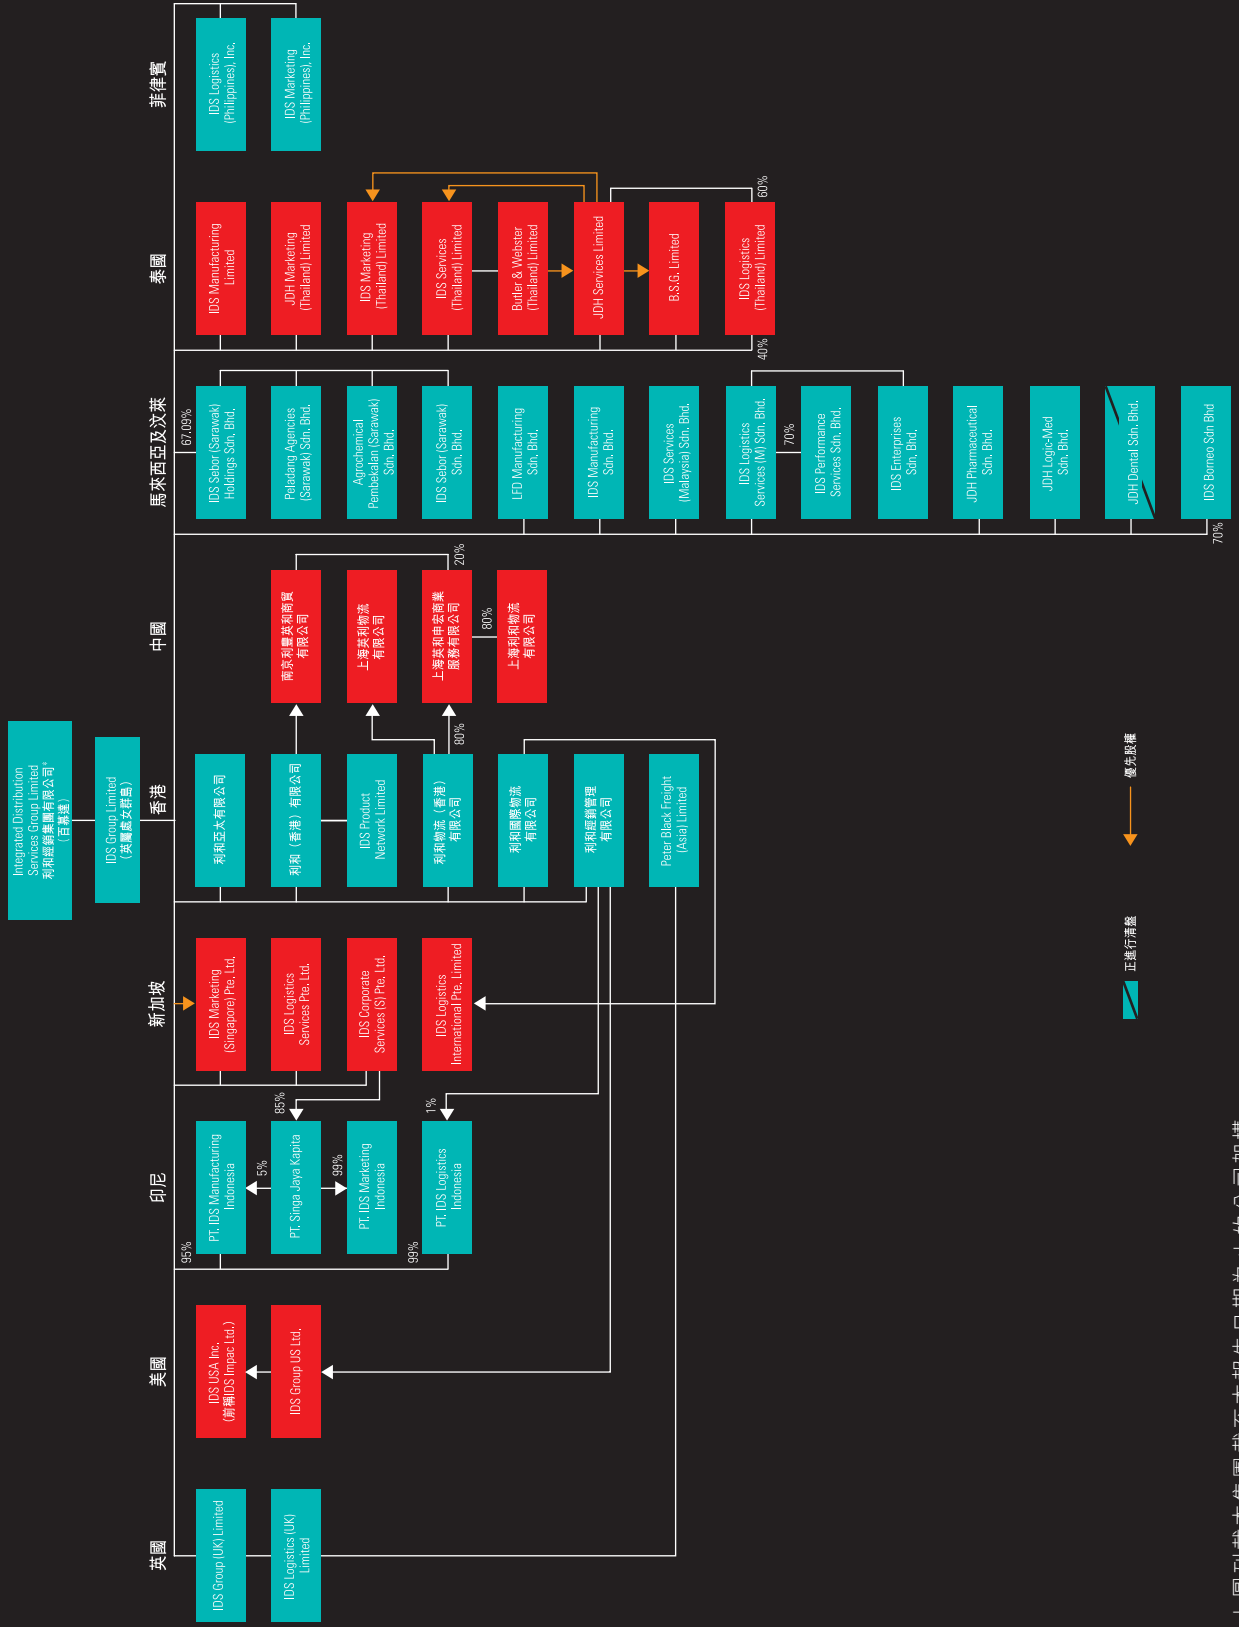 Integrated Distribution
Services Group Limited
利和經銷集團有限公司*
（百慕達）
IDS Group Limited
（英屬處女群島）
英國
IDS Group (UK) Limited
IDS Logistics (UK)
Limited
美國
IDS USA Inc.
（前稱IDS Impac Ltd.）
IDS Group US Ltd.
印尼
95%
PT. IDS Manufacturing
Indonesia
5%
PT. Singa Jaya Kapita
85%
99%
PT. IDS Marketing
Indonesia
99%
PT. IDS Logistics
Indonesia
1%
新加坡
IDS Marketing
(Singapore) Pte. Ltd.
IDS Logistics
Services Pte. Ltd.
IDS Corporate
Services (S) Pte. Ltd.
IDS Logistics
International Pte. Limited
香港
利和亞太有限公司
利和（香港）有限公司
IDS Product
Network Limited
利和物流（香港）
有限公司
80%
利和國際物流
有限公司
利和經銷管理
有限公司
Peter Black Freight
(Asia) Limited
中國
南京利豐英和商貿
有限公司
上海英利物流
有限公司
上海英和申宏商業
服務有限公司
20%
80%
上海利和物流
有限公司
馬來西亞及汶萊
67.09%
IDS Sebor (Sarawak)
Holdings Sdn. Bhd.
Peladang Agencies
(Sarawak) Sdn. Bhd.
Agrochemical
Pembekalan (Sarawak)
Sdn. Bhd.
IDS Sebor (Sarawak)
Sdn. Bhd.
LFD Manufacturing
Sdn. Bhd.
IDS Manufacturing
Sdn. Bhd.
IDS Services
(Malaysia) Sdn. Bhd.
IDS Logistics
Services (M) Sdn. Bhd.
70%
IDS Performance
Services Sdn. Bhd.
IDS Enterprises
Sdn. Bhd.
JDH Pharmaceutical
Sdn. Bhd.
JDH Logic-Med
Sdn. Bhd.
JDH Dental Sdn. Bhd.
IDS Borneo Sdn Bhd
70%
泰國
IDS Manufacturing
Limited
JDH Marketing
(Thailand) Limited
IDS Marketing
(Thailand) Limited
IDS Services
(Thailand) Limited
Butler & Webster
(Thailand) Limited
JDH Services Limited
B.S.G. Limited
IDS Logistics
(Thailand) Limited
40%
60%
菲律賓
IDS Logistics
(Philippines), Inc.
IDS Marketing
(Philippines), Inc.
正進行清盤
優先股權